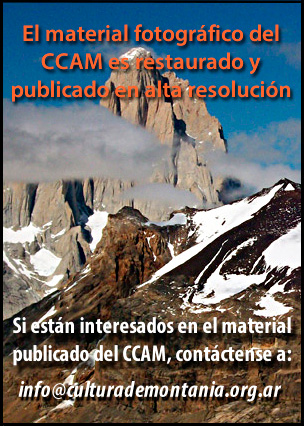 El material fotográfico del
CCAM es restaurado y
publicado en alta resolución
Si están interesados en el material
publicado del CCAM, contáctense a:
info@culturademontania.org.ar